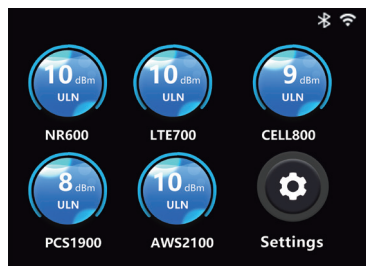 10 dBm
ULN
NR600
10 dBm
ULN
LTE700
9 dBm
ULN
CELL800
8 dBm
ULN
PCS1900
10 dBm
ULN
AWS2100
Settings